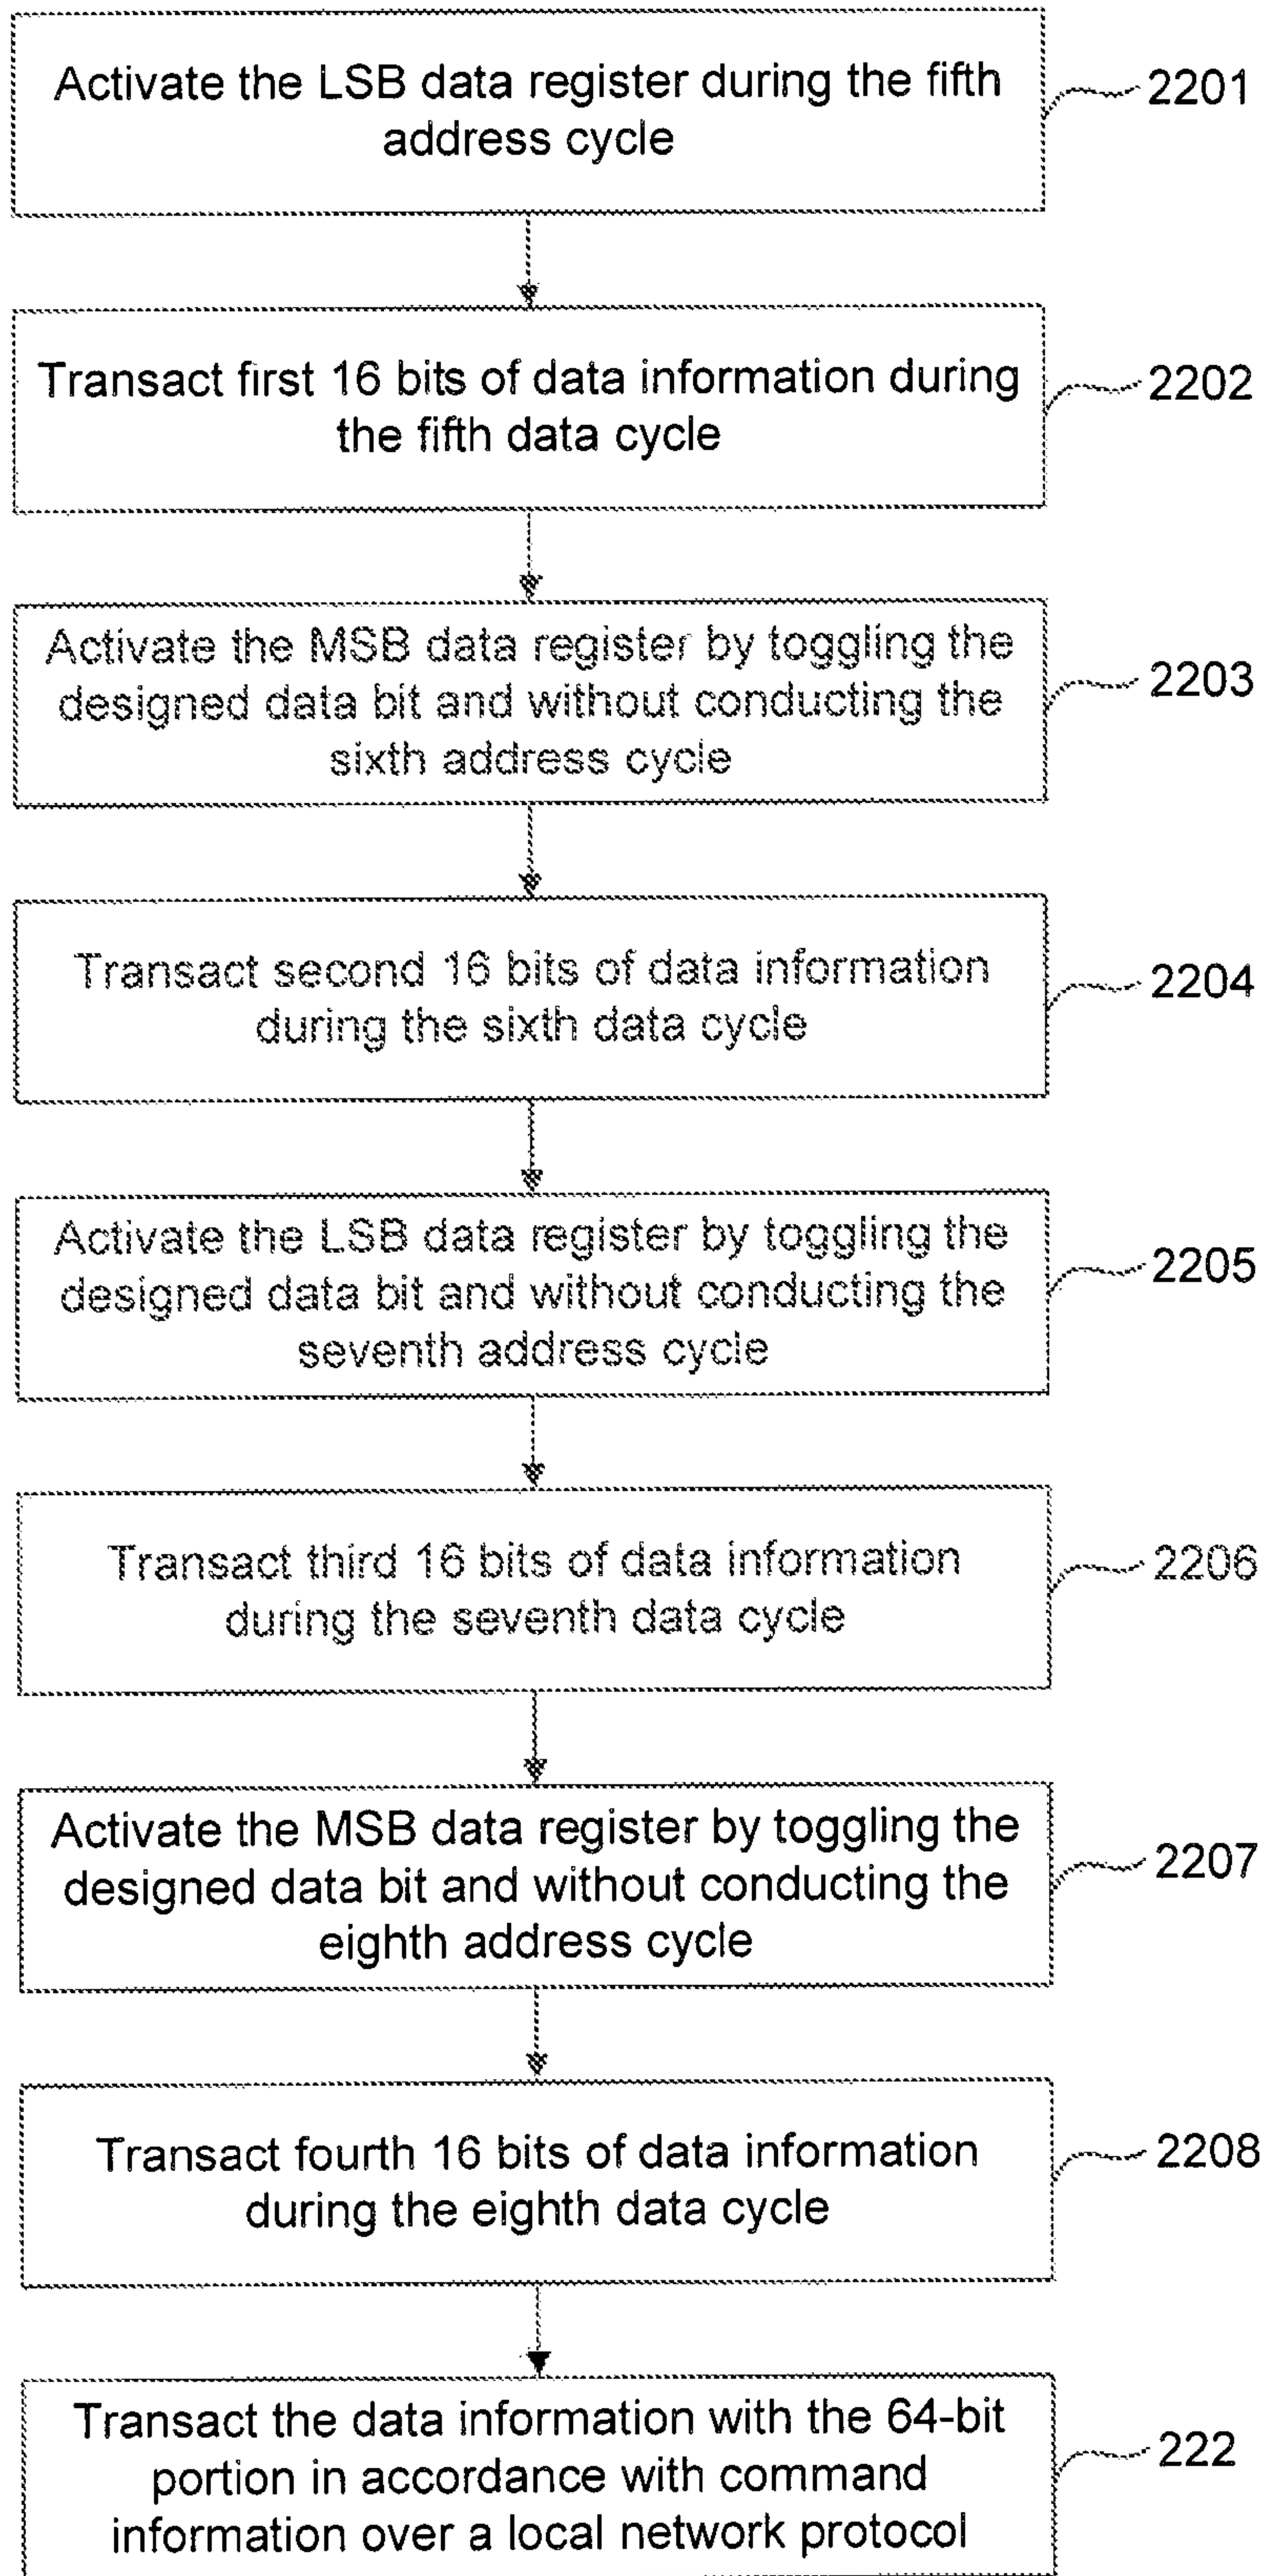 Activate the LSB data register during the fifth
address cycle
2201
Transact first 16 bits of data information during
the fifth data cycle
2202
Activate the MSB data register by toggling the
designed data bit and without conducting the
sixth address cycle
2203
Transact second 16 bits of data information
during the sixth data cycle
2204
Activate the LSB data register by toggling the
designed data bit and without conducting the
seventh address cycle
2205
Transact third 16 bits of data information
during the seventh data cycle
2206
Activate the MSB data register by toggling the
designed data bit and without conducting the
eighth address cycle
2207
Transact fourth 16 bits of data information
during the eighth data cycle
2208
Transact the data information with the 64-bit
portion in accordance with command
information over a local network protocol
222